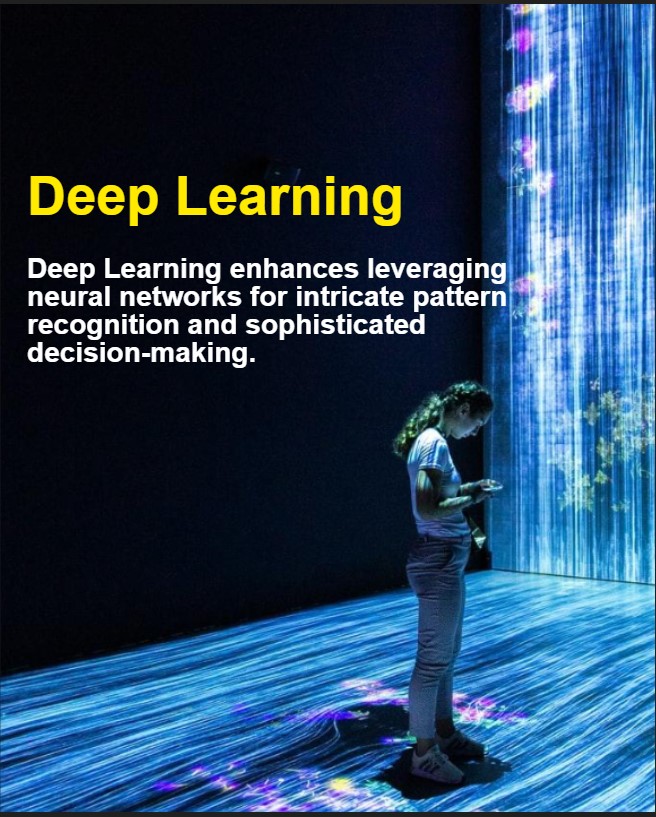 Deep Learning
Deep Learning enhances leveraging
neural networks for intricate pattern
recognition and sophisticated
decision-making.